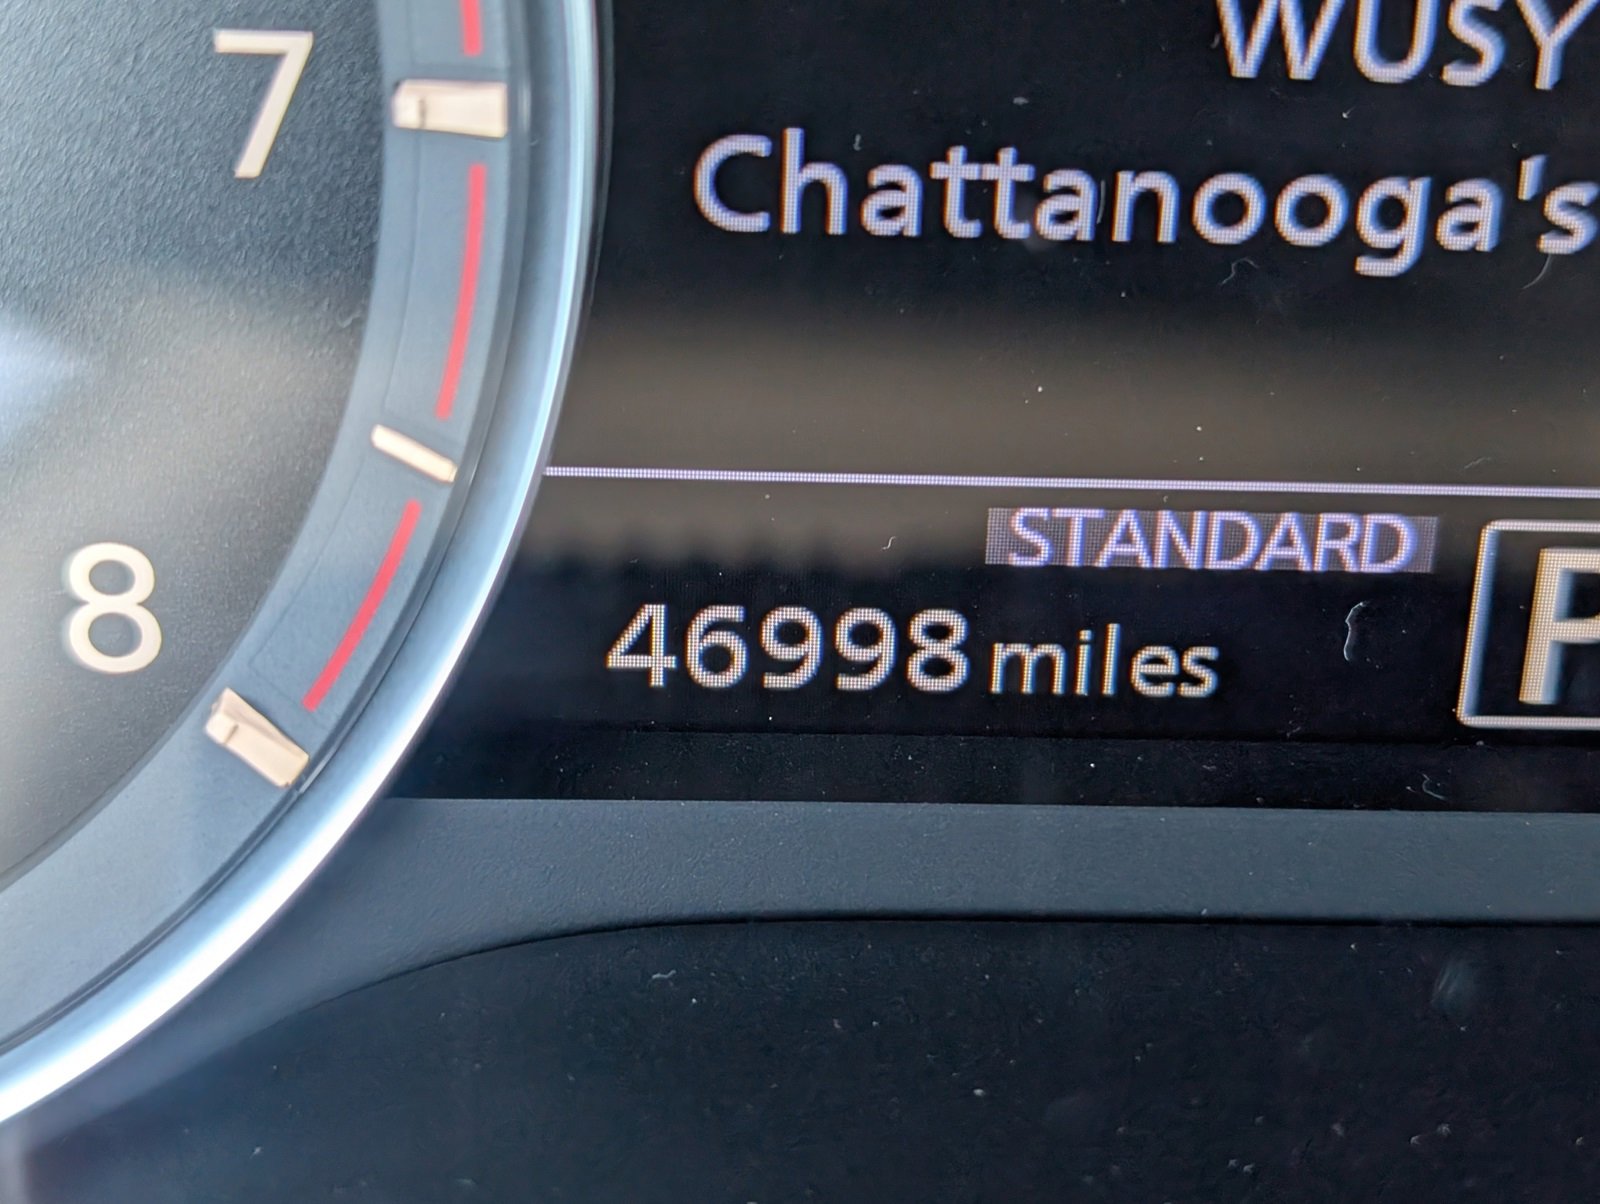 7
WUSY
Chattanooga's
STANDARD
8
46998 miles
P